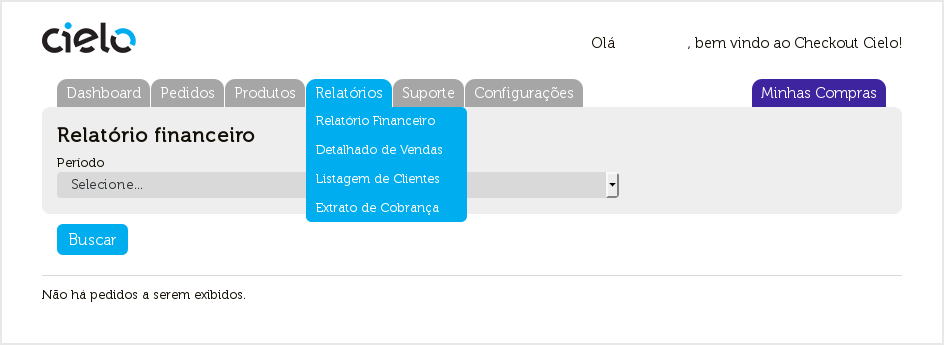 cielo
Olá , bem vindo ao Checkout Cielo!
Dashboard Pedidos Produtos Relatórios Suporte Configurações Minhas Compras
Relatório Financeiro
Relatório financeiro
Detalhado de Vendas
Período
Listagem de Clientes
Selecione...
Extrato de Cobrança
Buscar
Não há pedidos a serem exibidos.